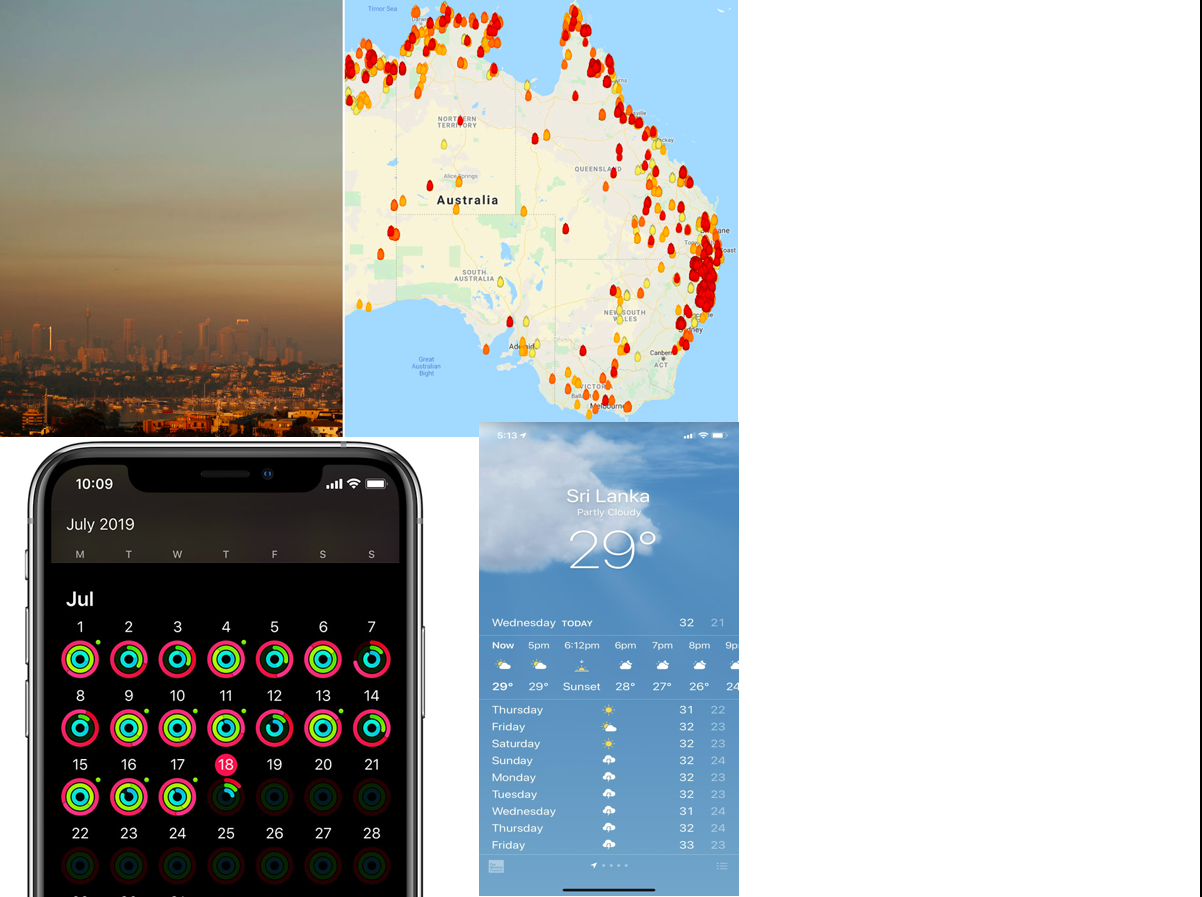 Timor Sea
NORTHERN
TERRITORY
QUEENSLAND
Alice Springs
Australia
SOUTH
AUSTRALIA
NEW SOUTH
WALES
Great
Australian
Bight
Canberra
ACT
VICTOR
Melbourne
10:09
July 2019
M T W T F S S
Jul
1 2 3 4 5 6 7
8 9 10 11 12 13 14
15 16 17 18 19 20 21
22 23 24 25 26 27 28
5:13
Sri Lanka
Partly Cloudy
29°
Wednesday TODAY 32 21
Now 5pm 6:12pm 6pm 7pm 8pm 9p
29° 29° Sunset 28° 27° 26° 24
Thursday 31 22
Friday 32 23
Saturday 32 23
Sunday 32 24
Monday 32 23
Tuesday 32 23
Wednesday 31 24
Thursday 32 24
Friday 33 23